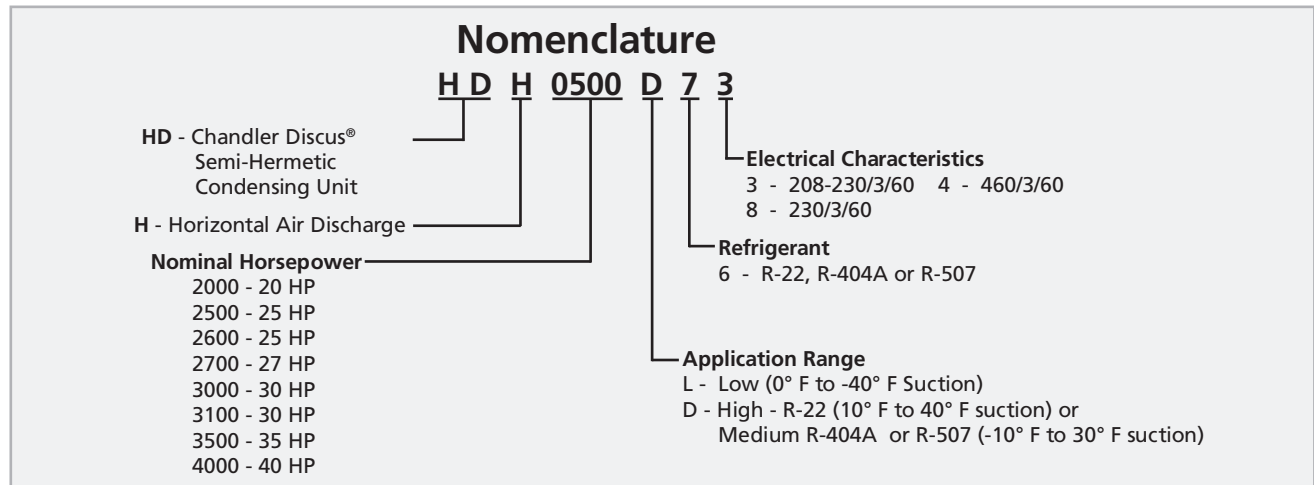 Nomenclature
H D H 0500 D 7 3
HD - Chandler Discus®
Semi-Hermetic
Condensing Unit
H - Horizontal Air Discharge
Nominal Horsepower
2000 - 20 HP
2500 - 25 HP
2600 - 25 HP
2700 - 27 HP
3000 - 30 HP
3100 - 30 HP
3500 - 35 HP
4000 - 40 HP
Electrical Characteristics
3 - 208-230/3/60 4 - 460/3/60
8 - 230/3/60
Refrigerant
6 - R-22, R-404A or R-507
Application Range
L - Low (0° F to -40° F Suction)
D - High - R-22 (10° F to 40° F suction) or
Medium R-404A or R-507 (-10° F to 30° F suction)